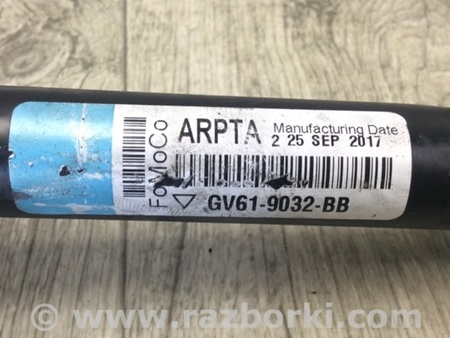 FoMoCo
ARPTA Manufacturing Date
2 25 SEP 2017
GV61-9032-BB
www.razborki.com